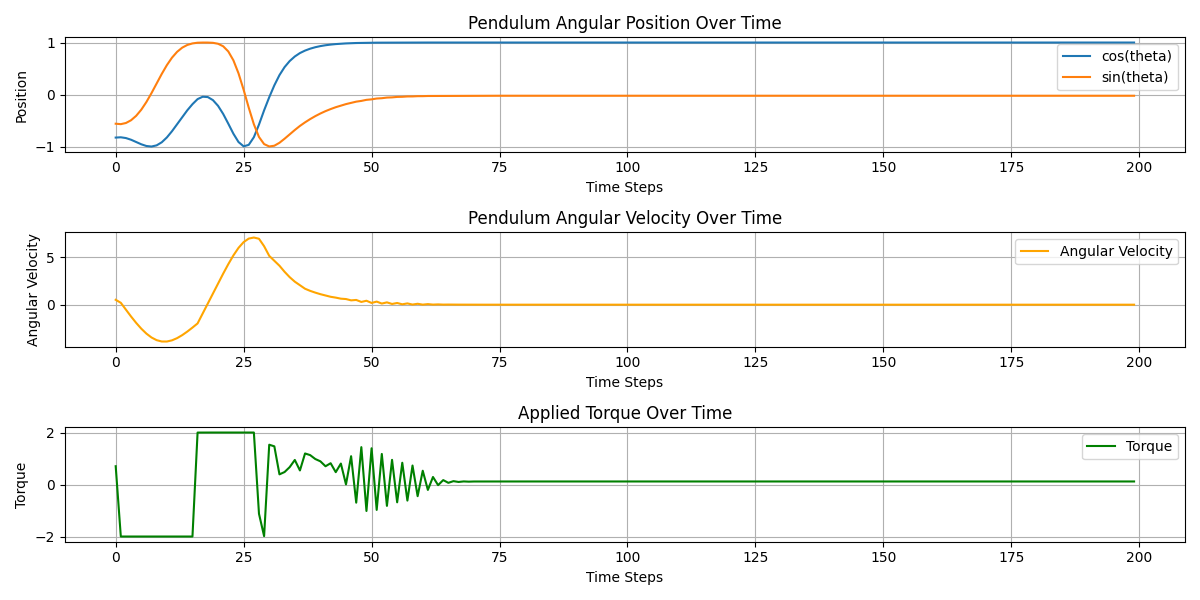 Pendulum Angular Position Over Time
1
0
−1
Position
cos(theta)
sin(theta)
0 25 50 75 100 125 150 175 200
Time Steps
Pendulum Angular Velocity Over Time
5
0
Angular Velocity
Angular Velocity
0 25 50 75 100 125 150 175 200
Time Steps
Applied Torque Over Time
2
0
−2
Torque
Torque
0 25 50 75 100 125 150 175 200
Time Steps